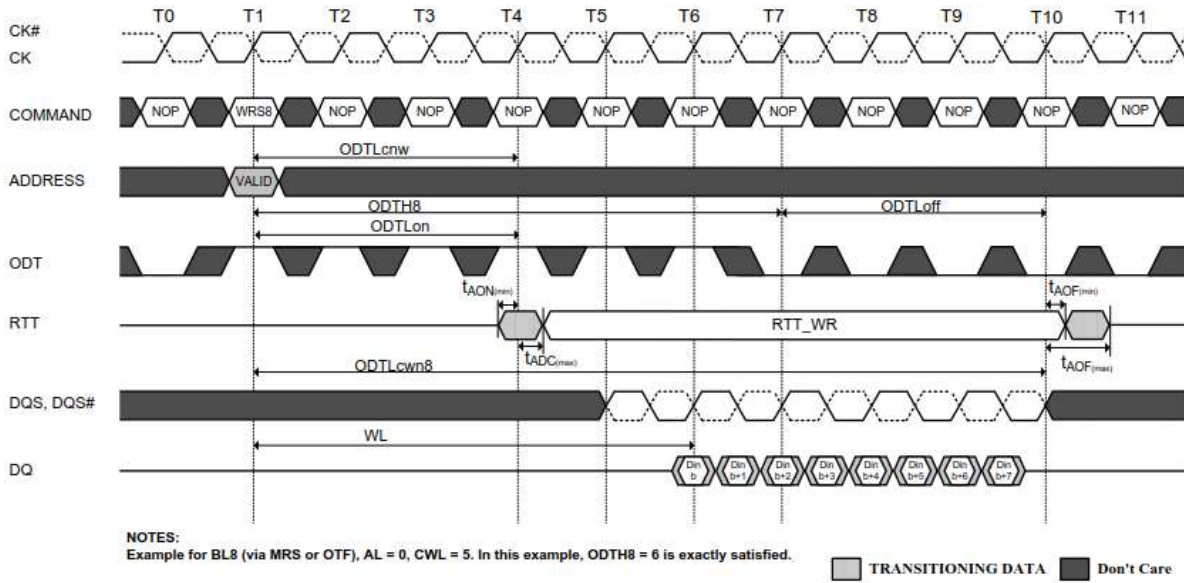 T0 T1 T2 T3 T4 T5 T6 T7 T8 T9 T10 T11
CK#
CK
COMMAND NOP WRS8 NOP NOP NOP NOP NOP NOP NOP NOP NOP NOP
ODTLcnw
ADDRESS VALID
ODTH8 ODTLoff
ODTLon
ODT
tAON(min) tAOF(min)
RTT RTT_WR
tADC(max) tAOF(max)
ODTLcwn8
DQS, DQS#
WL
DQ Din b Din b+1 Din b+2 Din b+3 Din b+4 Din b+5 Din b+6 Din b+7
NOTES:
Example for BL8 (via MRS or OTF), AL = 0, CWL = 5. In this example, ODTH8 = 6 is exactly satisfied.
TRANSITIONING DATA Don't Care